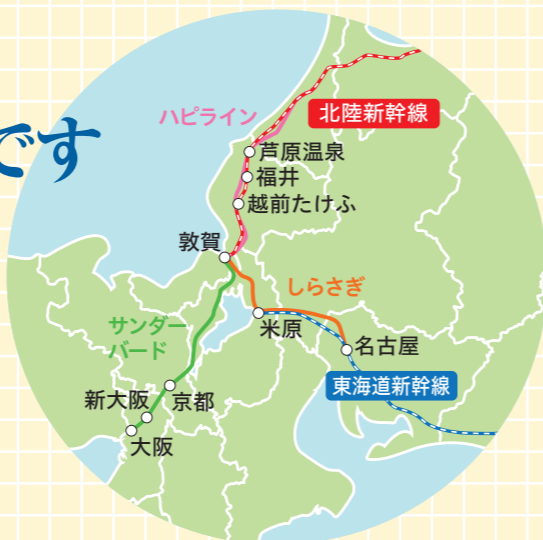 です
ハピライン
北陸新幹線
芦原温泉
福井
越前たけふ
敦賀
しらさぎ
サンダー
バード
米原
名古屋
東海道新幹線
新大阪
京都
大阪